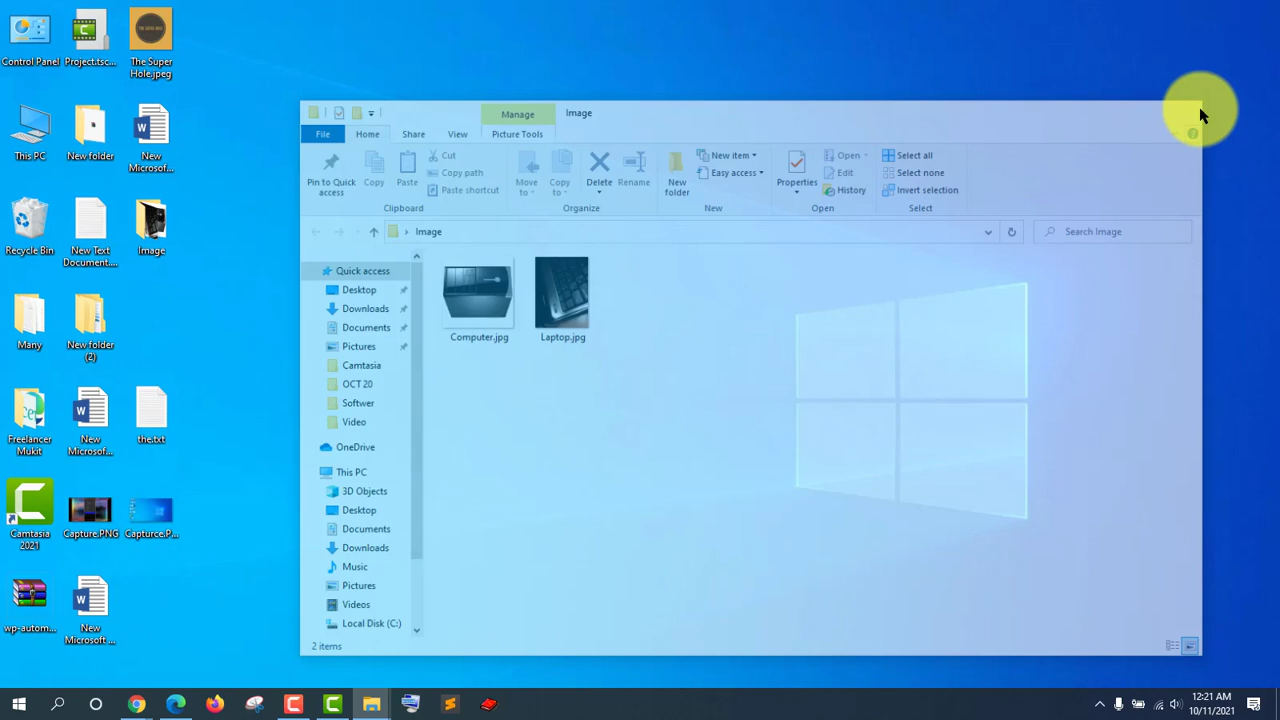 Control Panel
Project.tsc...
The Super
Hole.jpeg
This PC
New folder
New
Microsof...
Recycle Bin
New Text
Document....
Image
Many
New folder
(2)
Freelancer
Mukit
New
Microsof...
the.txt
Camtasia
2021
Capture.PNG
Capturce.P...
wp-autom...
New
Microsoft ...
Manage
Image
File
Home
Share
View
Picture Tools
Pin to Quick
access
Copy
Paste
Cut
Copy path
Paste shortcut
Clipboard
Move
to
Copy
to
Delete
Rename
Organize
New
folder
New item
Easy access
New
Properties
Open
Edit
History
Open
Select all
Select none
Invert selection
Select
Image
Search Image
Quick access
Desktop
Downloads
Documents
Pictures
Camtasia
OCT 20
Softwer
Video
OneDrive
This PC
3D Objects
Desktop
Documents
Downloads
Music
Pictures
Videos
Local Disk (C:)
Computer.jpg
Laptop.jpg
2 items
12:21 AM
10/11/2021